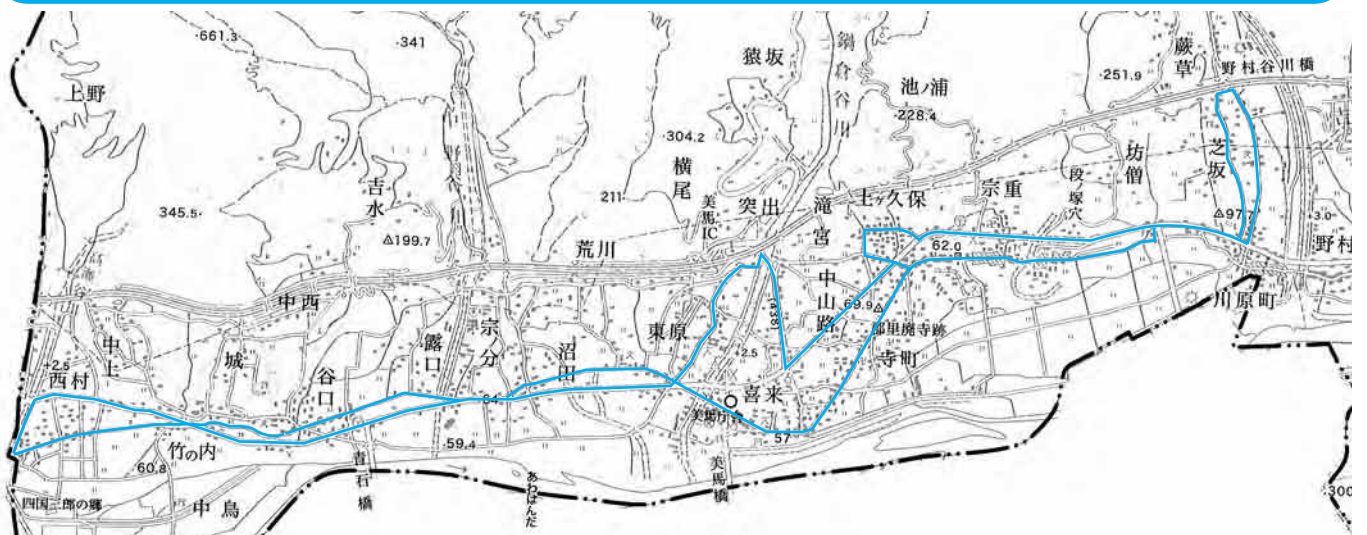 上野
・661.3
・341
猿坂
鍋倉谷川
池ノ浦
・228.4
・251.9
蕨草
野村谷川橋
・304.2
横尾
美馬IC
突出
滝宮
上ヶ久保
宗重
段ノ塚穴
坊僧
芝坂
△97.7
3.0
野村
345.5・
吉水
△199.7
野谷川
211
荒川
62.0
中山路
69.9△
郡里廃寺跡
川原町
中西
宗ノ分
沼田
東原
(438)
・2.5
喜来
寺町
・2.5
西村
中上
城
谷口
露口
64
美馬庁舎
57
竹の内
・59.4
60.8
青石橋
美馬橋
あわはんだ
四国三郎の郷
中鳥
・300